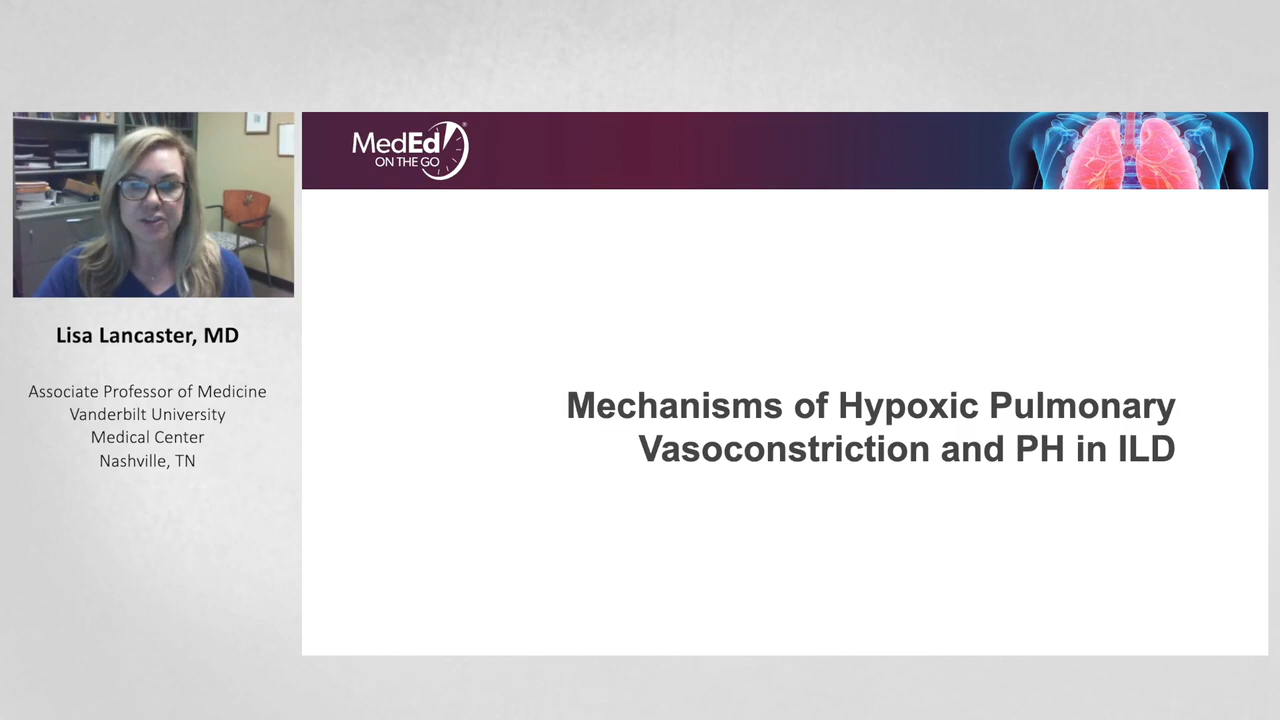 MedEd®
ON THE GO
Lisa Lancaster, MD
Associate Professor of Medicine
Vanderbilt University
Medical Center
Nashville, TN
Mechanisms of Hypoxic Pulmonary
Vasoconstriction and PH in ILD